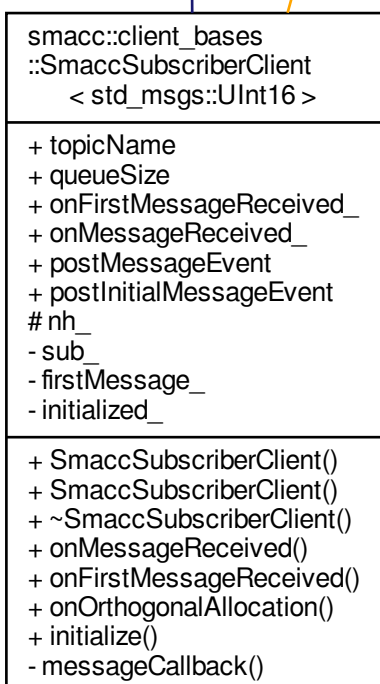 smacc::client_bases
::SmaccSubscriberClient
< std_msgs::UInt16 >
+ topicName
+ queueSize
+ onFirstMessageReceived_
+ onMessageReceived_
+ postMessageEvent
+ postInitialMessageEvent
# nh_
- sub_
- firstMessage_
- initialized_
+ SmaccSubscriberClient()
+ SmaccSubscriberClient()
+ ~SmaccSubscriberClient()
+ onMessageReceived()
+ onFirstMessageReceived()
+ onOrthogonalAllocation()
+ initialize()
- messageCallback()